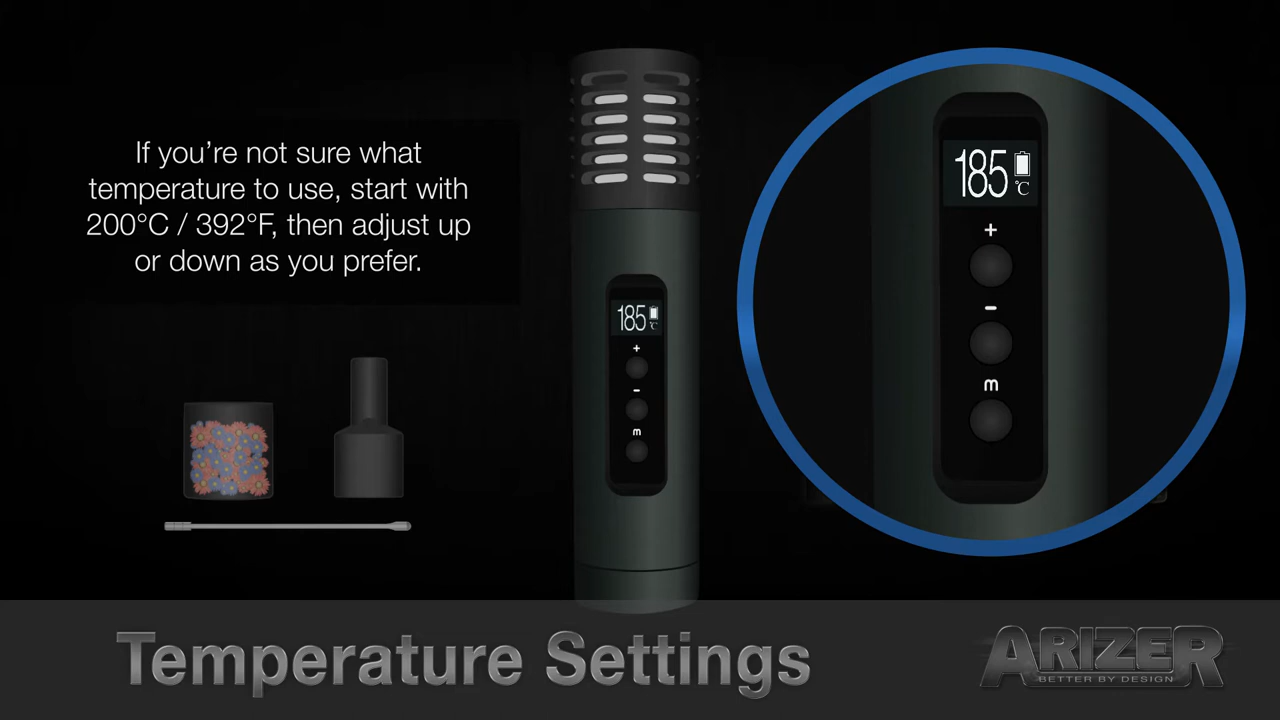 If you’re not sure what
temperature to use, start with
200°C / 392°F, then adjust up
or down as you prefer.
185
°C
+
-
m
185
°C
+
-
m
Temperature Settings
ARIZER
BETTER BY DESIGN